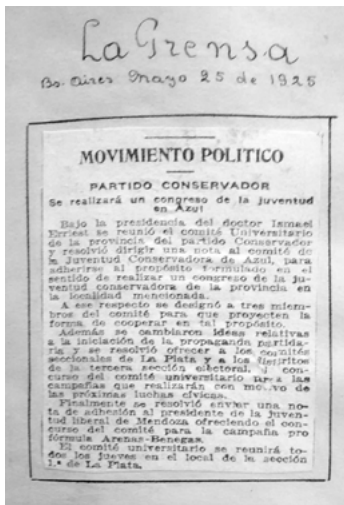 La Prensa
Bs. Aires Mayo 25 de 1925
MOVIMIENTO POLITICO
PARTIDO CONSERVADOR
Se realizará un congreso de la juventud
en Azul
Bajo la presidencia del doctor Ismael
Erriest se reunió el comité Universitario
de la provincia del partido Conservador
y resolvió dirigir una nota al comité de
la Juventud Conservadora de Azul, para
adherirse al propósito formulado en el
sentido de realizar un congreso de la ju-
ventud conservadora de la provincia en
la localidad mencionada.
A ese respecto se designó a tres miem-
bros del comité para que proyecten la
forma de cooperar en tal propósito.
Además se cambiaron ideas relativas
a la iniciación de la propaganda partida-
ria y se resolvió ofrecer a los comités
seccionales de La Plata y a los distritos
de la tercera sección electoral, el con-
curso del comité universitario para las
campañas que realizarán con motivo de
las próximas luchas cívicas.
Finalmente se resolvió enviar una no-
ta de adhesión al presidente de la juven-
tud liberal de Mendoza ofreciendo el con-
curso del comité para la campaña pro
fórmula Arenas-Benegas.
El comité universitario se reunirá to-
dos los jueves en el local de la sección
1.ª de La Plata.